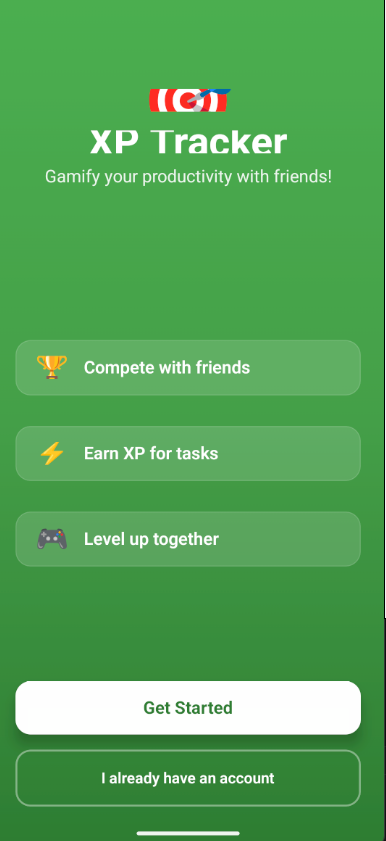 XP Tracker
Gamify your productivity with friends!
Compete with friends
Earn XP for tasks
Level up together
Get Started
I already have an account